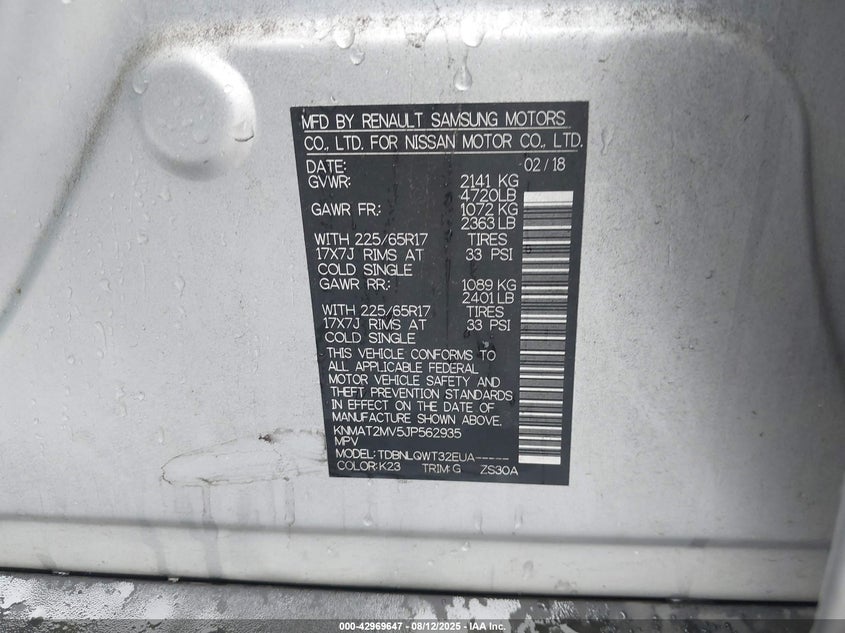 MFD BY RENAULT SAMSUNG MOTORS
CO., LTD. FOR NISSAN MOTOR CO., LTD.
DATE: 02/18
GVWR: 2141 KG
4720LB
GAWR FR.: 1072 KG
2363 LB
WITH 225/65R17 TIRES
17X7J RIMS AT 33 PSI
COLD SINGLE
GAWR RR.: 1089 KG
2401 LB
WITH 225/65R17 TIRES
17X7J RIMS AT 33 PSI
COLD SINGLE
THIS VEHICLE CONFORMS TO
ALL APPLICABLE FEDERAL
MOTOR VEHICLE SAFETY AND
THEFT PREVENTION STANDARDS
IN EFFECT ON THE DATE OF
MANUFACTURE SHOWN ABOVE.
KNMAT2MV5JP562935
MPV
MODEL: TDBNLQWT32EUA-----
COLOR:K23 TRIM:G ZS30A
000-42969647 - 08/12/2025 - IAA Inc.